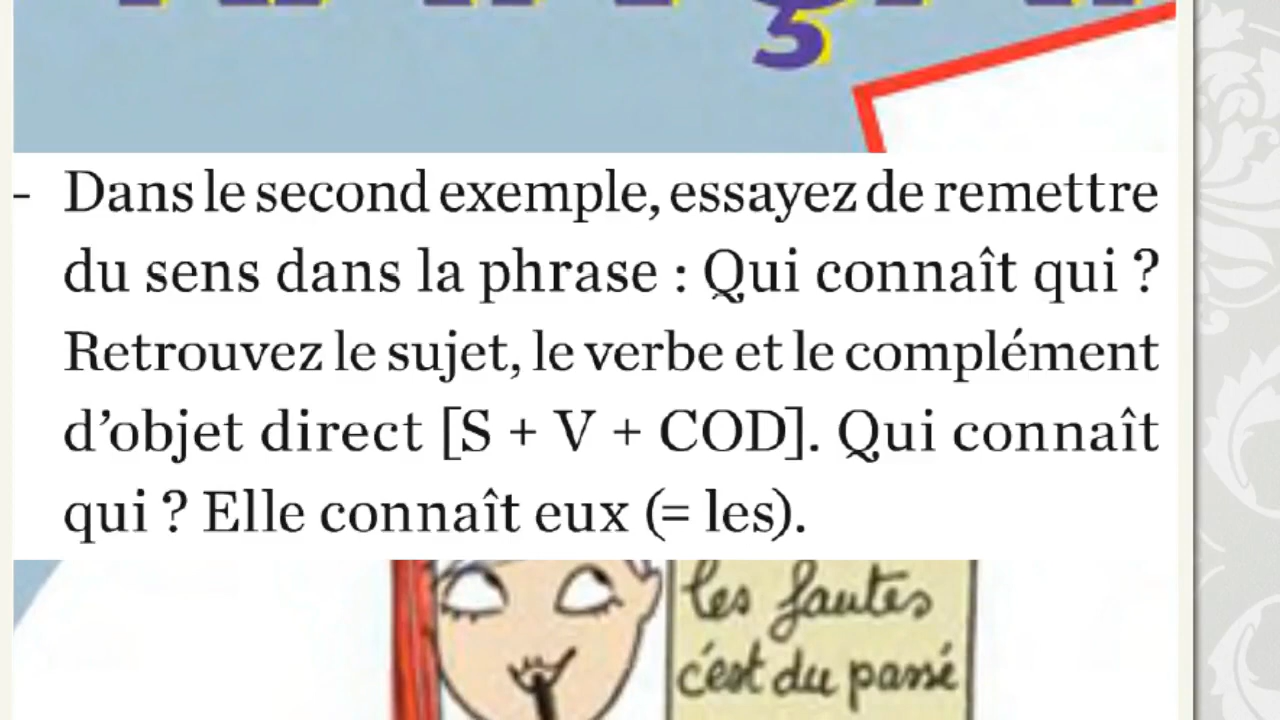 - Dans le second exemple, essayez de remettre
du sens dans la phrase : Qui connaît qui ?
Retrouvez le sujet, le verbe et le complément
d’objet direct [S + V + COD]. Qui connaît
qui ? Elle connaît eux (= les).
les fautes
c'est du passé